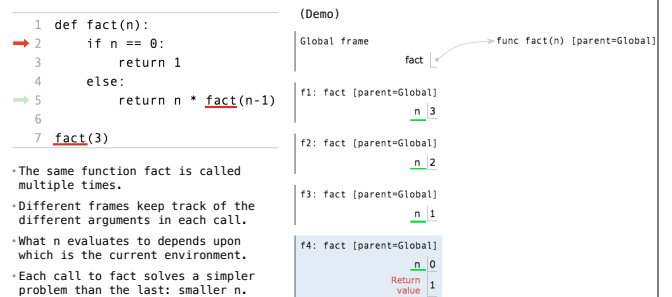 1 def fact(n):
2 if n == 0:
3 return 1
4 else:
5 return n * fact(n-1)
6
7 fact(3)
• The same function fact is called
multiple times.
• Different frames keep track of the
different arguments in each call.
• What n evaluates to depends upon
which is the current environment.
• Each call to fact solves a simpler
problem than the last: smaller n.
(Demo)
Global frame
func fact(n) [parent=Global]
fact
f1: fact [parent=Global]
n 3
f2: fact [parent=Global]
n 2
f3: fact [parent=Global]
n 1
f4: fact [parent=Global]
n 0
Return
value 1